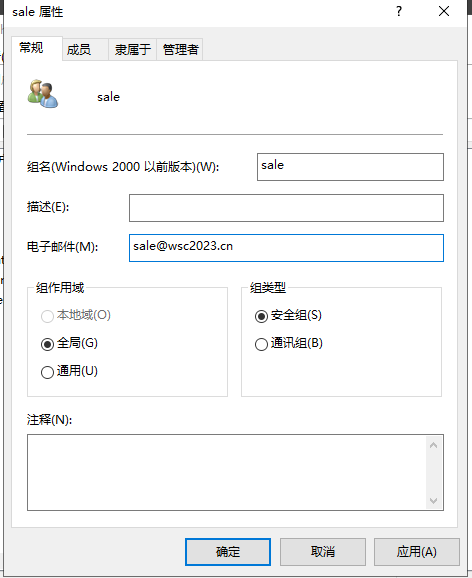 sale 属性
?
常规 成员 隶属于 管理者
sale
组名(Windows 2000 以前版本)(W): sale
描述(E):
电子邮件(M): sale@wsc2023.cn
组作用域 组类型
本地域(O) 安全组(S)
全局(G) 通讯组(B)
通用(U)
注释(N):
确定 取消 应用(A)